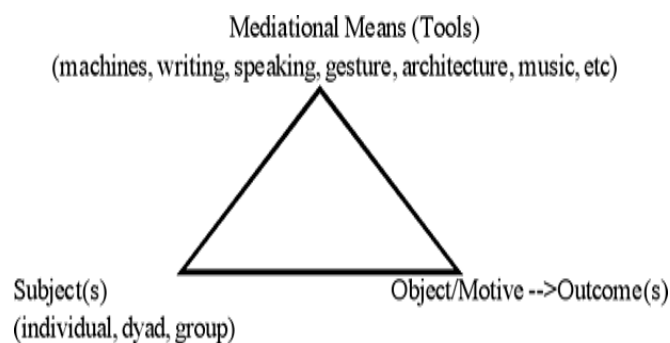 Mediational Means (Tools)
(machines, writing, speaking, gesture, architecture, music, etc)
Subject(s)
(individual, dyad, group)
Object/Motive -->Outcome(s)